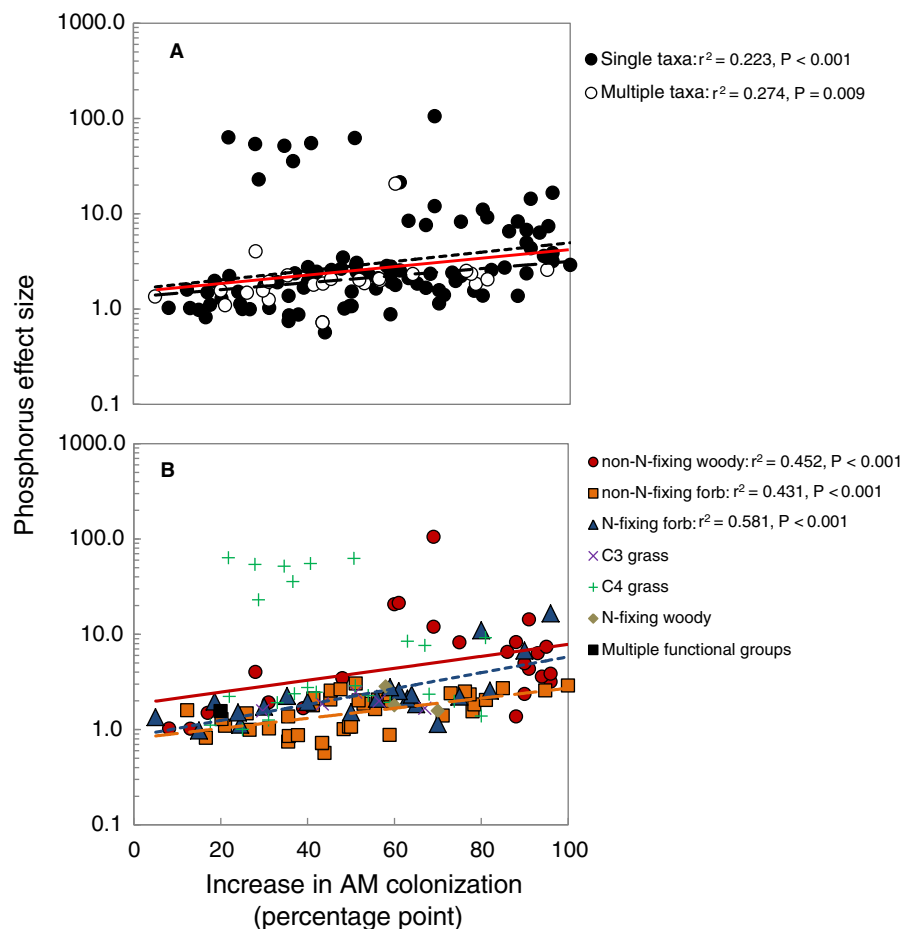 Phosphorus effect size
1000.0
100.0
10.0
1.0
0.1
A
Single taxa: r² = 0.223, P < 0.001
Multiple taxa: r² = 0.274, P = 0.009
1000.0
100.0
10.0
1.0
0.1
B
non-N-fixing woody: r² = 0.452, P < 0.001
non-N-fixing forb: r² = 0.431, P < 0.001
N-fixing forb: r² = 0.581, P < 0.001
C3 grass
C4 grass
N-fixing woody
Multiple functional groups
0 20 40 60 80 100
Increase in AM colonization
(percentage point)